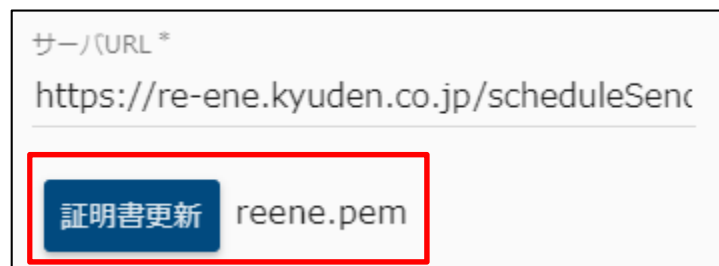 サーバURL *
https://re-ene.kyuden.co.jp/scheduleSend
証明書更新 reene.pem